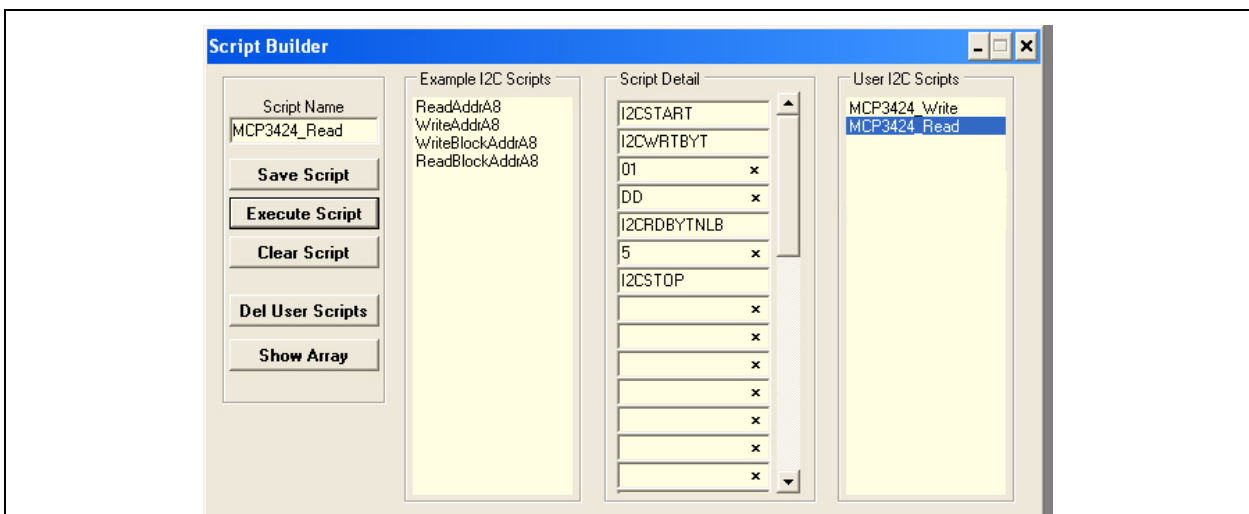 Script Builder
Script Name
MCP3424_Read
Save Script
Execute Script
Clear Script
Del User Scripts
Show Array
Example I2C Scripts
ReadAddrA8
WriteAddrA8
WriteBlockAddrA8
ReadBlockAddrA8
Script Detail
I2CSTART
I2CWRTBYT
01 x
DD x
I2CRDBYTNLB
5 x
I2CSTOP
x
x
x
x
x
x
x
User I2C Scripts
MCP3424_Write
MCP3424_Read